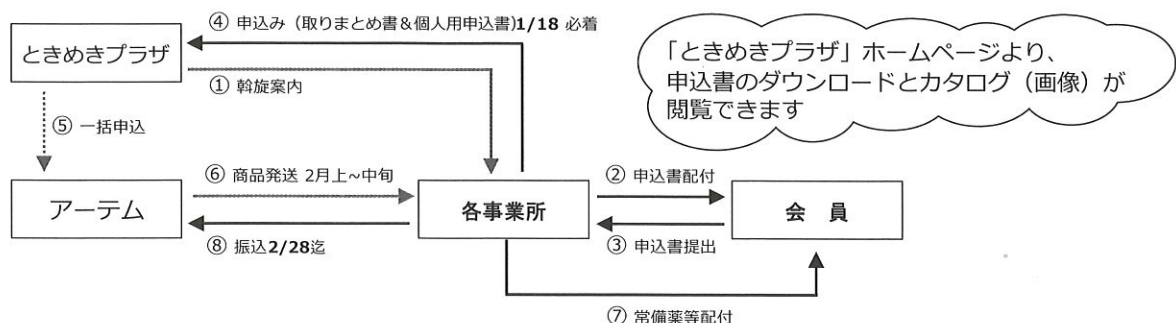 ④ 申込み（取りまとめ書＆個人用申込書）1/18 必着
ときめきプラザ
① 斡旋案内
「ときめきプラザ」ホームページより、
申込書のダウンロードとカタログ（画像）が
閲覧できます
⑤ 一括申込
⑥ 商品発送 2月上~中旬
② 申込書配付
アーテム
各事業所
会 員
⑧ 振込2/28迄
③ 申込書提出
⑦ 常備薬等配付